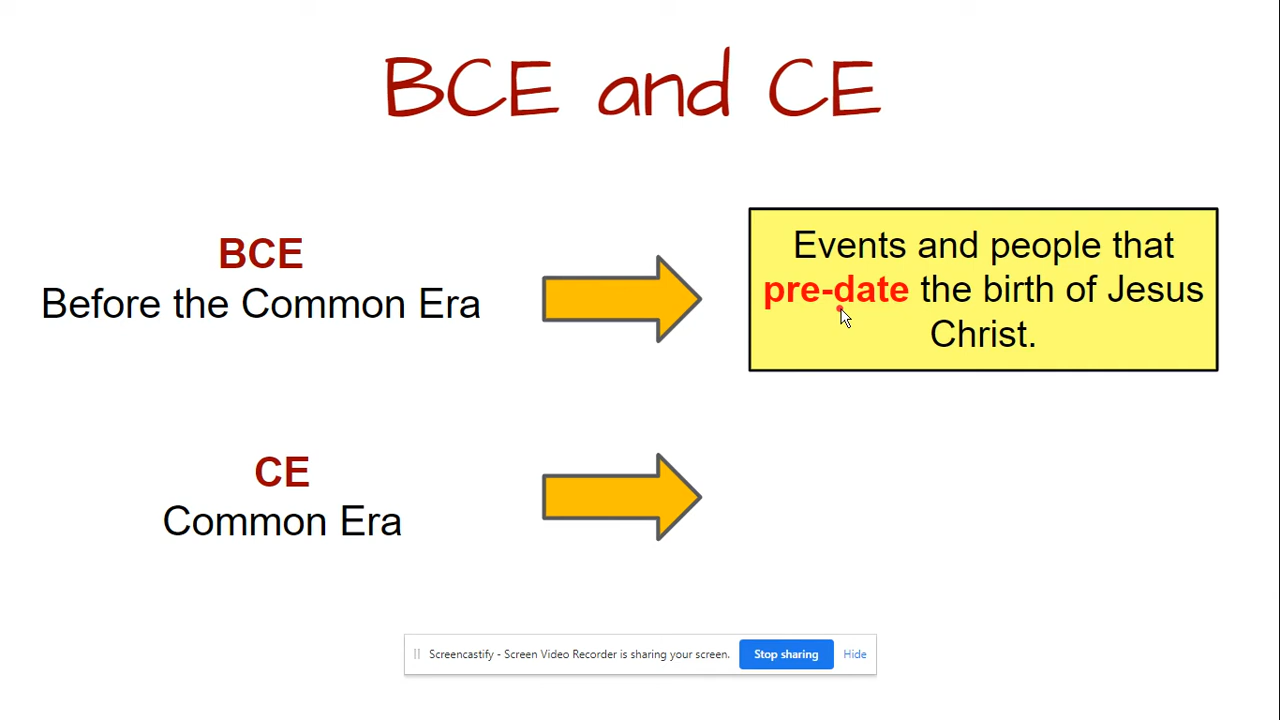 BCE and CE
BCE
Before the Common Era
Events and people that
pre-date the birth of Jesus
Christ.
CE
Common Era
Screencastify - Screen Video Recorder is sharing your screen.
Stop sharing
Hide